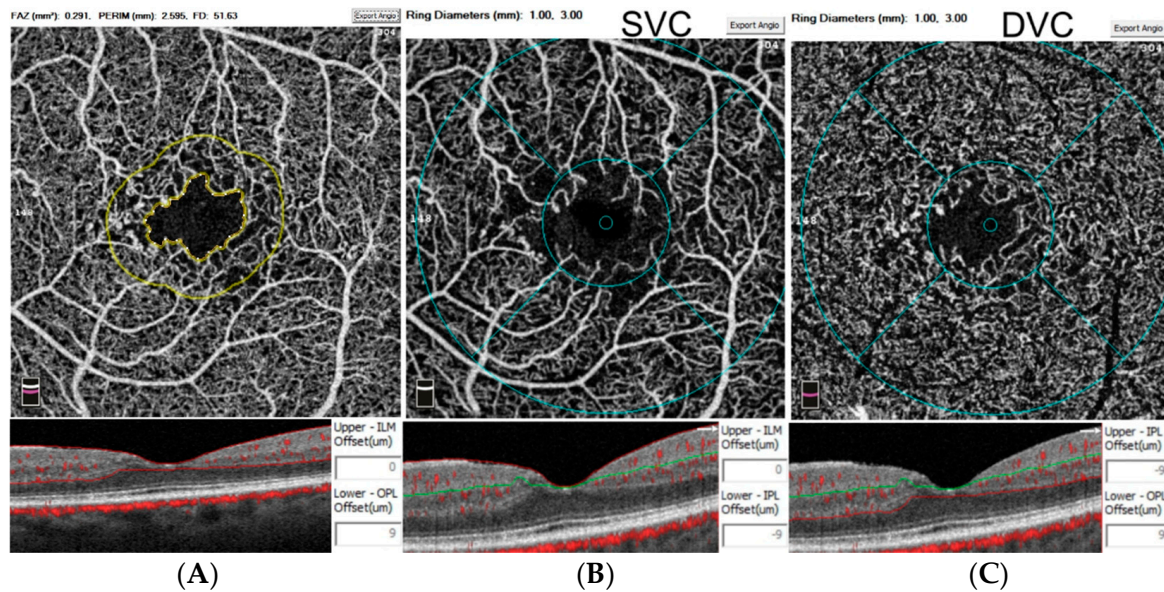 FAZ (mm²): 0.291, PERIM (mm): 2.595, FD: 51.63
Export Angio
304
148
Upper - ILM
Offset(um)
0
Lower - OPL
Offset(um)
9
(A)
Ring Diameters (mm): 1.00, 3.00
SVC
Export Angio
304
148
Upper - ILM
Offset(um)
0
Lower - IPL
Offset(um)
-9
(B)
Ring Diameters (mm): 1.00, 3.00
DVC
Export Angio
304
148
Upper - IPL
Offset(um)
-9
Lower - OPL
Offset(um)
9
(C)